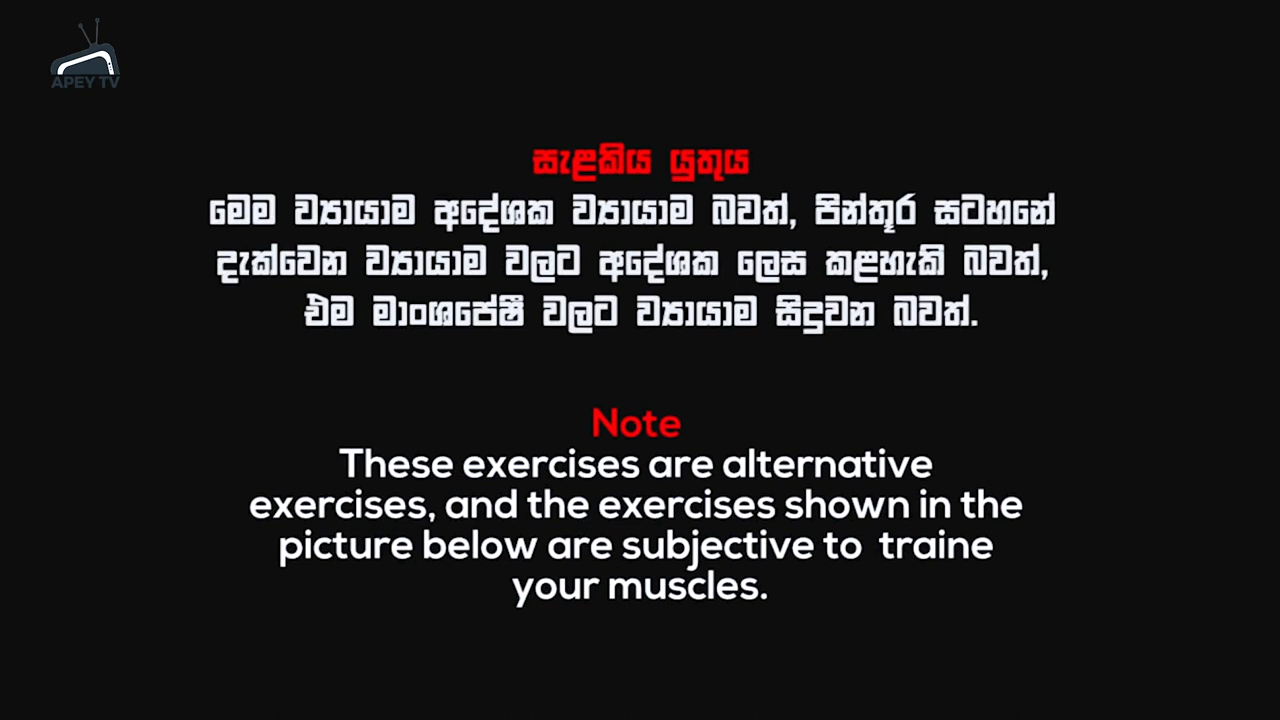 APEY TV
සැළකිය යුතුය
මෙම ව්‍යායාම අදේශක ව්‍යායාම බවත්, පින්තූර සටහනේ
දැක්වෙන ව්‍යායාම වලට අදේශක ලෙස කළහැකි බවත්,
එම මාංශපේෂී වලට ව්‍යායාම සිදුවන බවත්.
Note
These exercises are alternative
exercises, and the exercises shown in the
picture below are subjective to traine
your muscles.